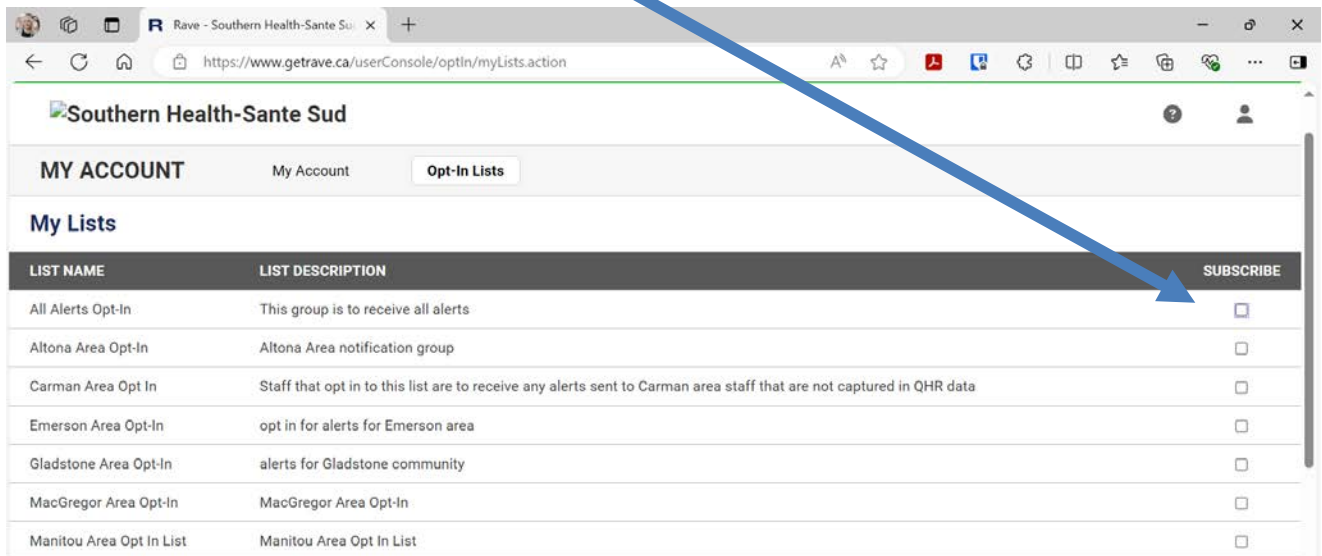 R Rave - Southern Health-Sante Su
https://www.getrave.ca/userConsole/optIn/myLists.action
Southern Health-Sante Sud
MY ACCOUNT My Account Opt-In Lists
My Lists
LIST NAME LIST DESCRIPTION SUBSCRIBE
All Alerts Opt-In This group is to receive all alerts
Altona Area Opt-In Altona Area notification group
Carman Area Opt In Staff that opt in to this list are to receive any alerts sent to Carman area staff that are not captured in QHR data
Emerson Area Opt-In opt in for alerts for Emerson area
Gladstone Area Opt-In alerts for Gladstone community
MacGregor Area Opt-In MacGregor Area Opt-In
Manitou Area Opt In List Manitou Area Opt In List